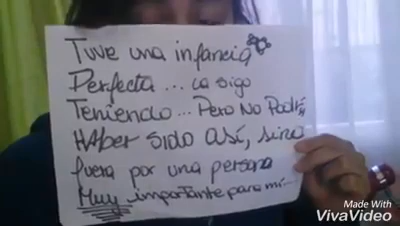 Tuve una infancia
Perfecta... la sigo
Teniendo... Pero No Podría
HABer sido así, sino
fuera por una persona
Muy importante para mí...
Made With
VivaVideo